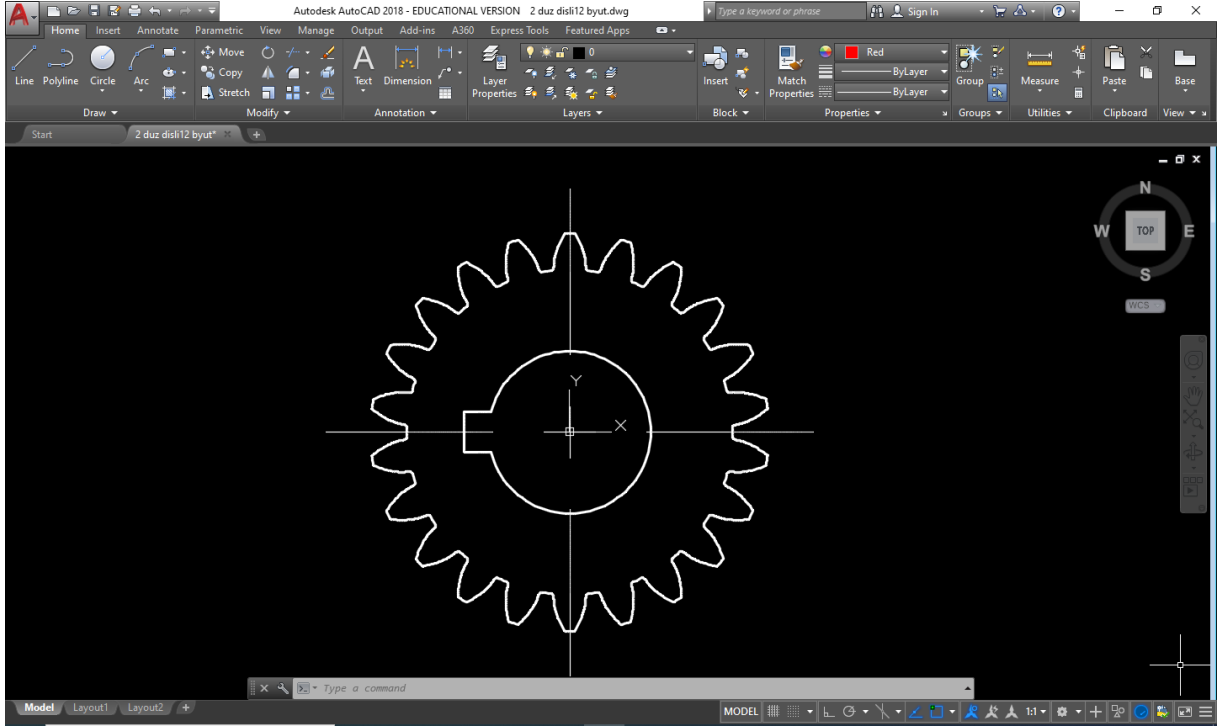 Autodesk AutoCAD 2018 - EDUCATIONAL VERSION 2 duz disli12 byut.dwg
Type a keyword or phrase
Sign In
Home Insert Annotate Parametric View Manage Output Add-ins A360 Express Tools Featured Apps
Line Polyline Circle Arc
Move
Copy
Stretch
A
Text Dimension
Layer Properties
0
Insert
Match Properties
Red
ByLayer
ByLayer
Group
Measure
Paste
Base
Draw Modify Annotation Layers Block Properties Groups Utilities Clipboard View
Start 2 duz disli12 byut*
N
W TOP E
S
WCS
Y
X
Type a command
Model Layout1 Layout2 +
MODEL 1:1